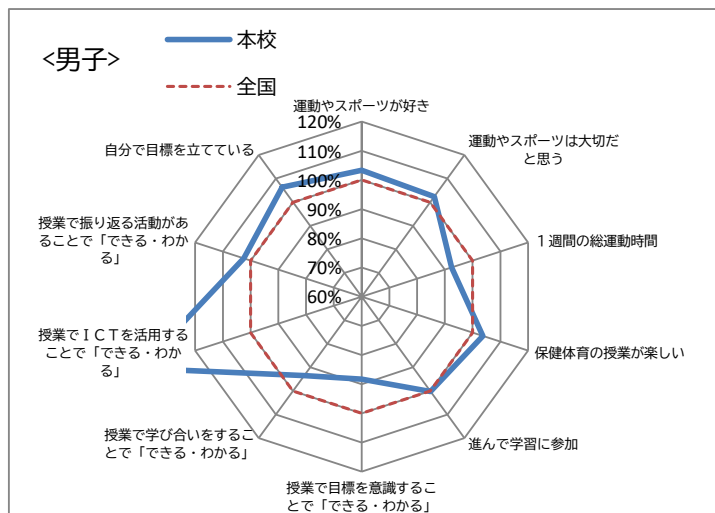 <男子>
本校
全国
運動やスポーツが好き
運動やスポーツは大切だ
と思う
１週間の総運動時間
保健体育の授業が楽しい
進んで学習に参加
授業で目標を意識するこ
とで「できる・わかる」
授業で学び合いをするこ
とで「できる・わかる」
授業でＩＣＴを活用する
ことで「できる・わか
る」
授業で振り返る活動があ
ることで「できる・わか
る」
自分で目標を立てている
120%
110%
100%
90%
80%
70%
60%